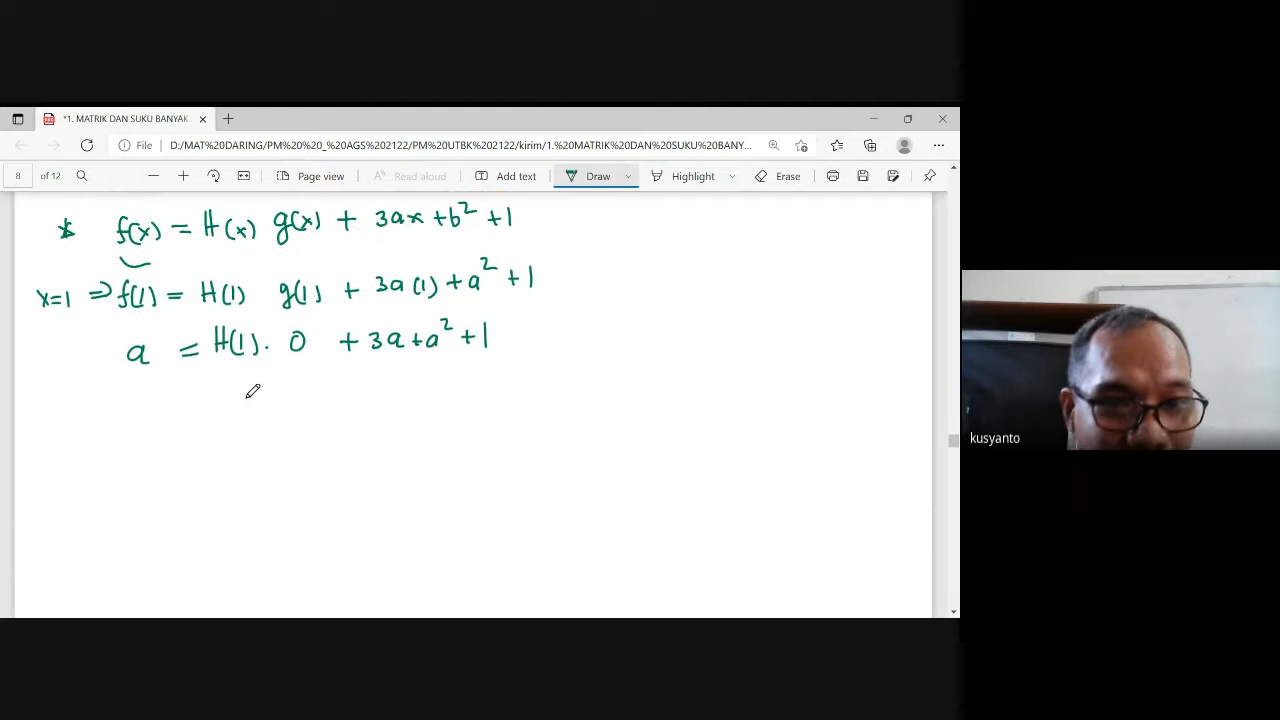 *1. MATRIK DAN SUKU BANYAK
File D:/MAT%20DARING/PM%20%20_%20AGS%202122/PM%20UTBK%202122/kirim/1.%20MATRIK%20DAN%20SUKU%20BANY...
8 of 12 Page view Read aloud Add text Draw Highlight Erase
* f(x) = H(x) g(x) + 3ax + b² + 1
x=1 ⇒ f(1) = H(1) g(1) + 3a(1) + a² + 1
a = H(1). 0 + 3a + a² + 1
kusyanto